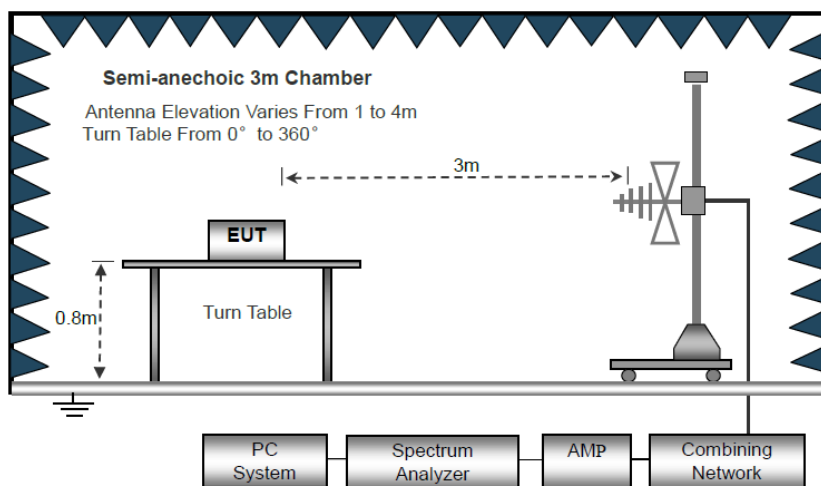 Semi-anechoic 3m Chamber
Antenna Elevation Varies From 1 to 4m
Turn Table From 0° to 360°
3m
EUT
0.8m
Turn Table
PC
System
Spectrum
Analyzer
AMP
Combining
Network